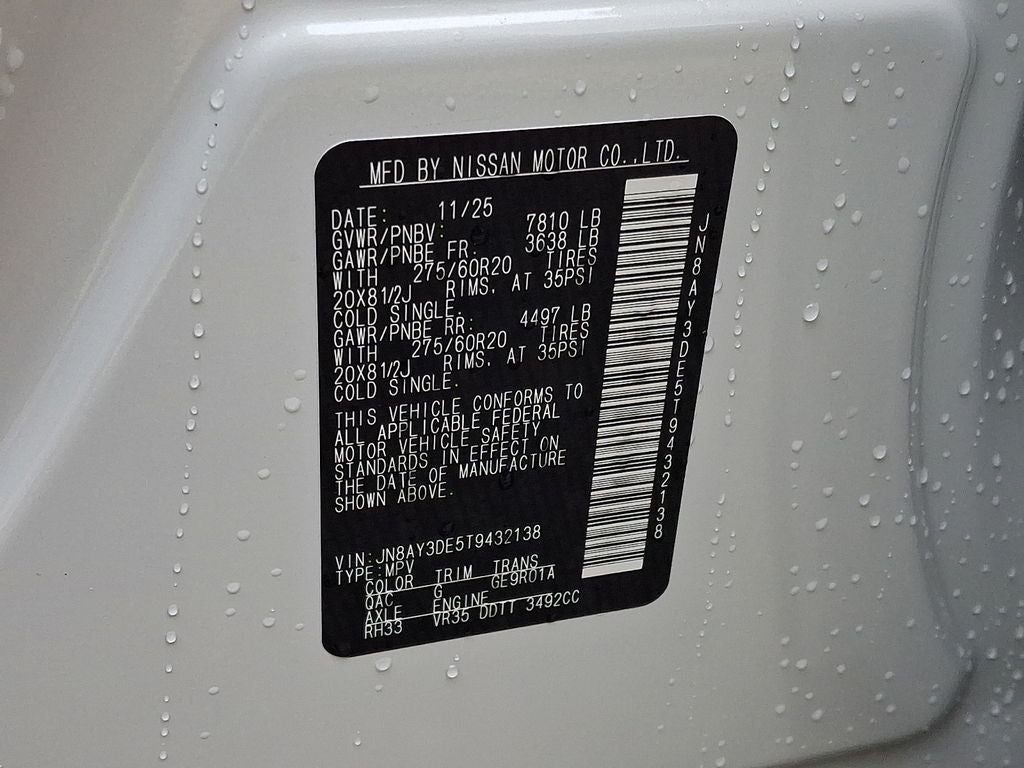 MFD BY NISSAN MOTOR CO.,LTD.
DATE: 11/25
GVWR/PNBV: 7810 LB
GAWR/PNBE FR: 3638 LB
WITH 275/60R20 TIRES
20X81/2J RIMS, AT 35PSI
COLD SINGLE.
GAWR/PNBE RR: 4497 LB
WITH 275/60R20 TIRES
20X81/2J RIMS, AT 35PSI
COLD SINGLE.
THIS VEHICLE CONFORMS TO
ALL APPLICABLE FEDERAL
MOTOR VEHICLE SAFETY
STANDARDS IN EFFECT ON
THE DATE OF MANUFACTURE
SHOWN ABOVE.
VIN:JN8AY3DE5T9432138
TYPE:MPV
COLOR TRIM TRANS
QAC G GE9R01A
AXLE ENGINE
RH33 VR35 DDTT 3492CC
JN8AY3DE5T9432138